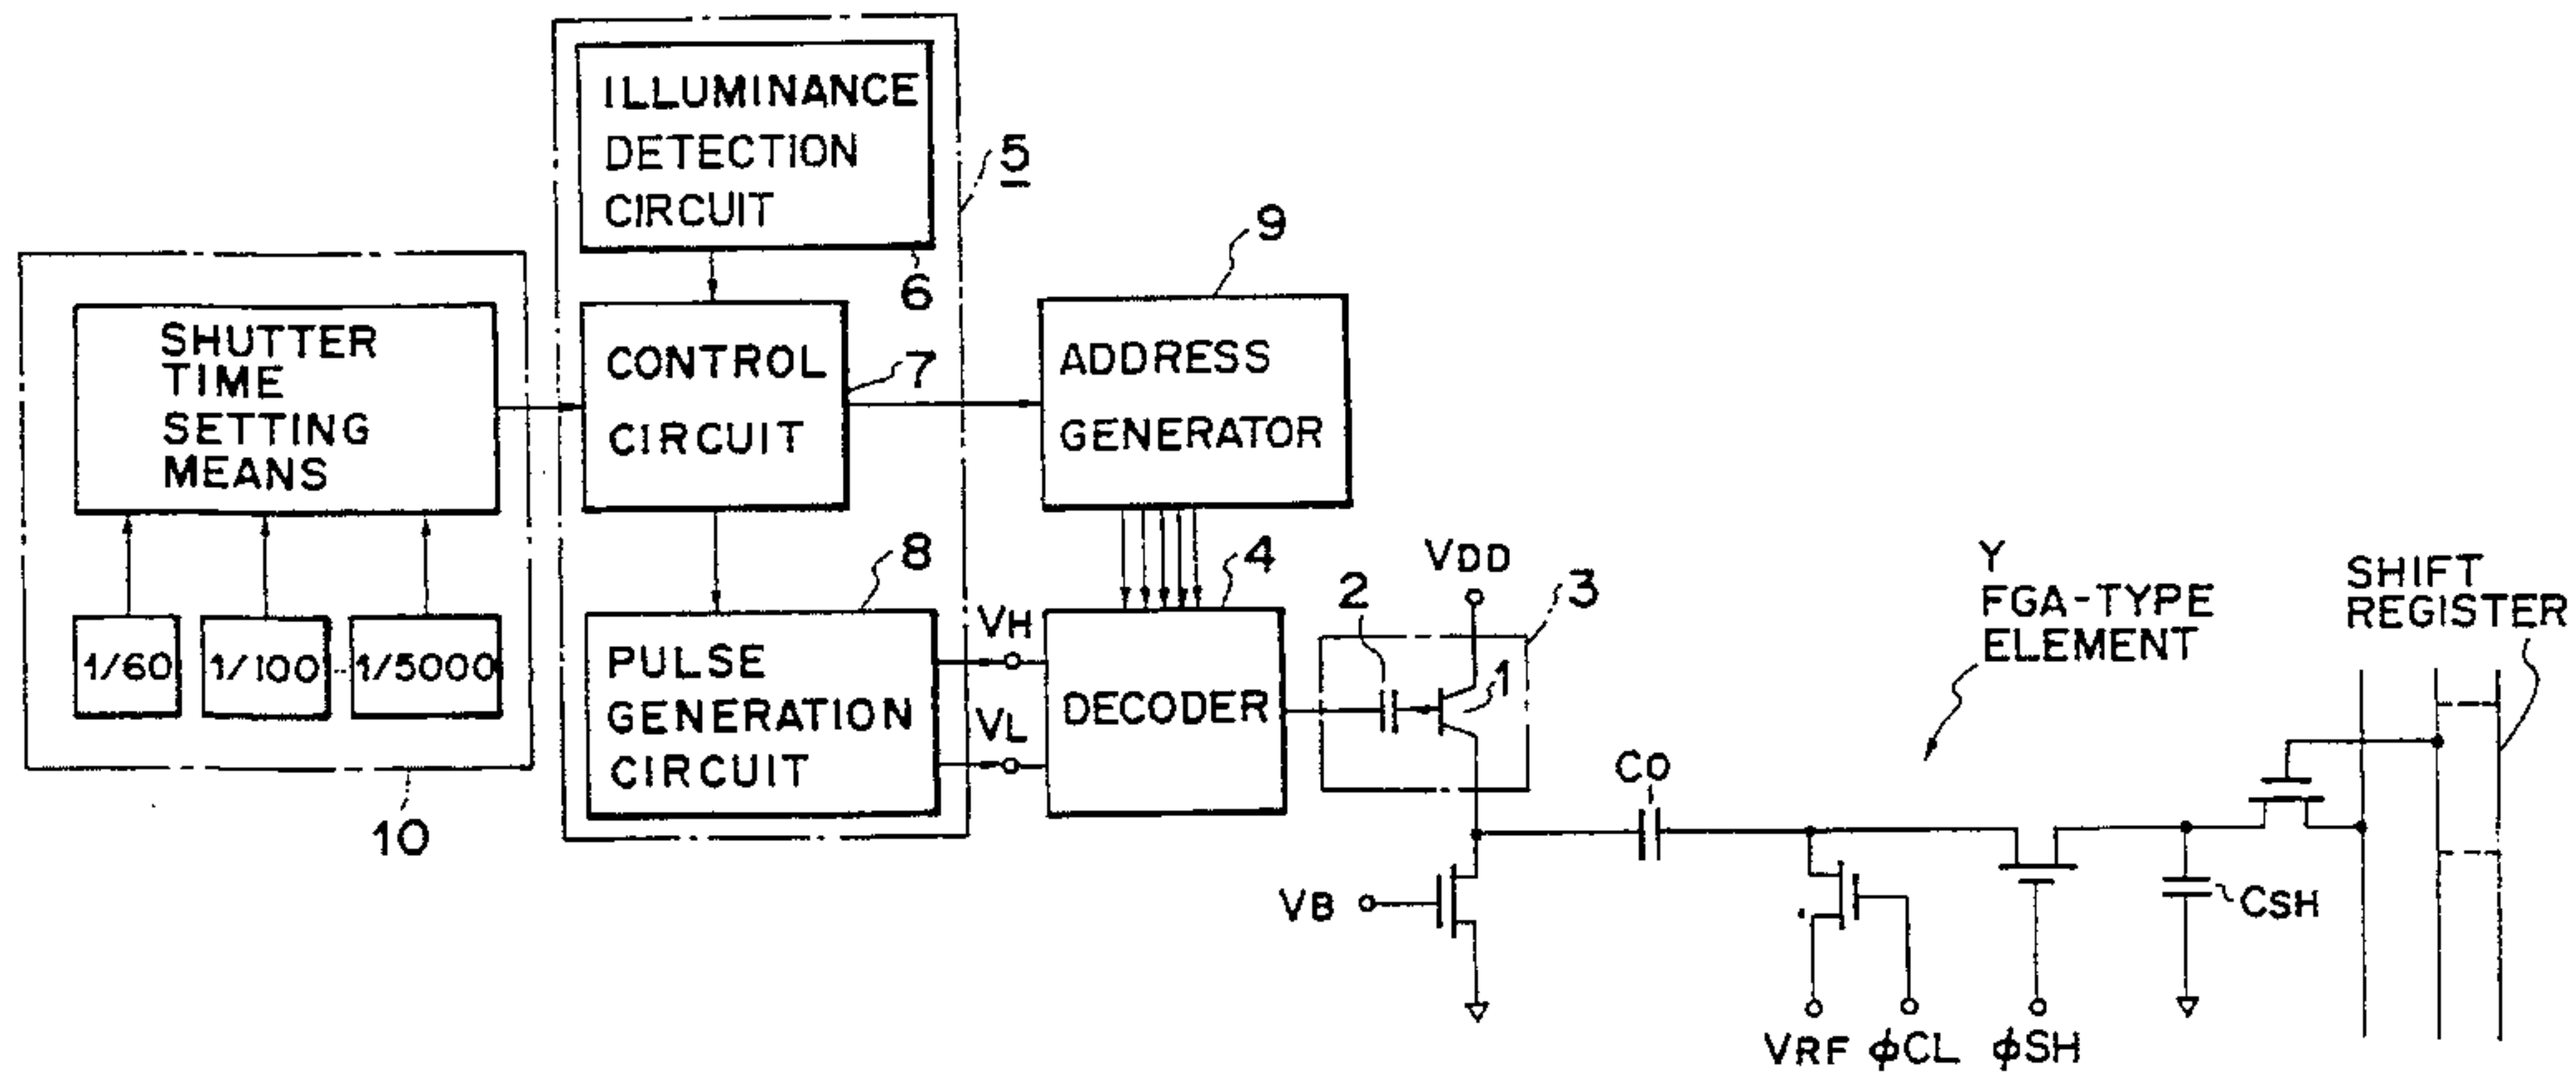 ILLUMINANCE
DETECTION
CIRCUIT
5
6
9
SHUTTER
TIME
SETTING
MEANS
CONTROL
CIRCUIT
7
ADDRESS
GENERATOR
1/60
1/100
1/5000
10
8
PULSE
GENERATION
CIRCUIT
VH
VL
4
DECODER
2
VDD
3
1
Y
FGA-TYPE
ELEMENT
SHIFT
REGISTER
CO
VB
CSH
VRF
ϕCL
ϕSH